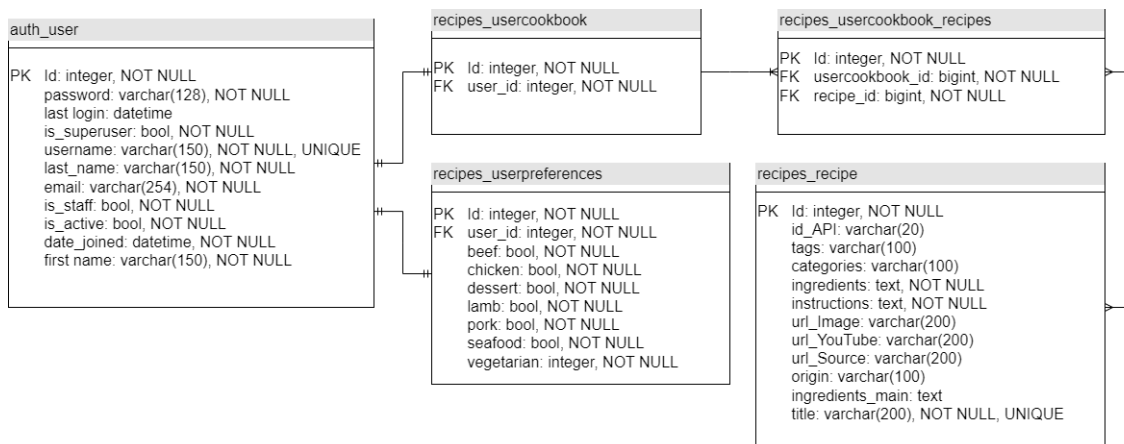 auth_user
PK Id: integer, NOT NULL
password: varchar(128), NOT NULL
last login: datetime
is_superuser: bool, NOT NULL
username: varchar(150), NOT NULL, UNIQUE
last_name: varchar(150), NOT NULL
email: varchar(254), NOT NULL
is_staff: bool, NOT NULL
is_active: bool, NOT NULL
date_joined: datetime, NOT NULL
first name: varchar(150), NOT NULL
recipes_usercookbook
PK Id: integer, NOT NULL
FK user_id: integer, NOT NULL
recipes_usercookbook_recipes
PK Id: integer, NOT NULL
FK usercookbook_id: bigint, NOT NULL
FK recipe_id: bigint, NOT NULL
recipes_userpreferences
PK Id: integer, NOT NULL
FK user_id: integer, NOT NULL
beef: bool, NOT NULL
chicken: bool, NOT NULL
dessert: bool, NOT NULL
lamb: bool, NOT NULL
pork: bool, NOT NULL
seafood: bool, NOT NULL
vegetarian: integer, NOT NULL
recipes_recipe
PK Id: integer, NOT NULL
id_API: varchar(20)
tags: varchar(100)
categories: varchar(100)
ingredients: text, NOT NULL
instructions: text, NOT NULL
url_Image: varchar(200)
url_YouTube: varchar(200)
url_Source: varchar(200)
origin: varchar(100)
ingredients_main: text
title: varchar(200), NOT NULL, UNIQUE